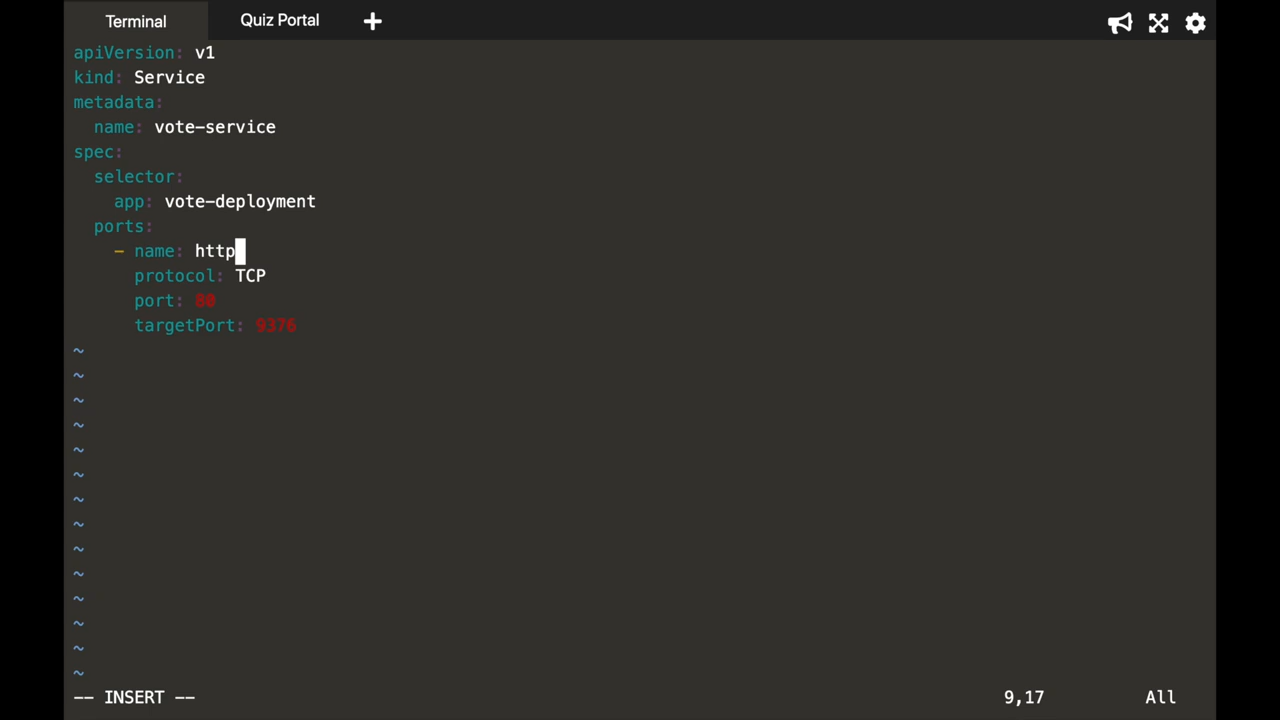 Terminal Quiz Portal +
apiVersion: v1
kind: Service
metadata:
  name: vote-service
spec:
  selector:
    app: vote-deployment
  ports:
    - name: http
      protocol: TCP
      port: 80
      targetPort: 9376
~
~
~
~
~
~
~
~
~
~
~
~
~
~
-- INSERT -- 9,17 All